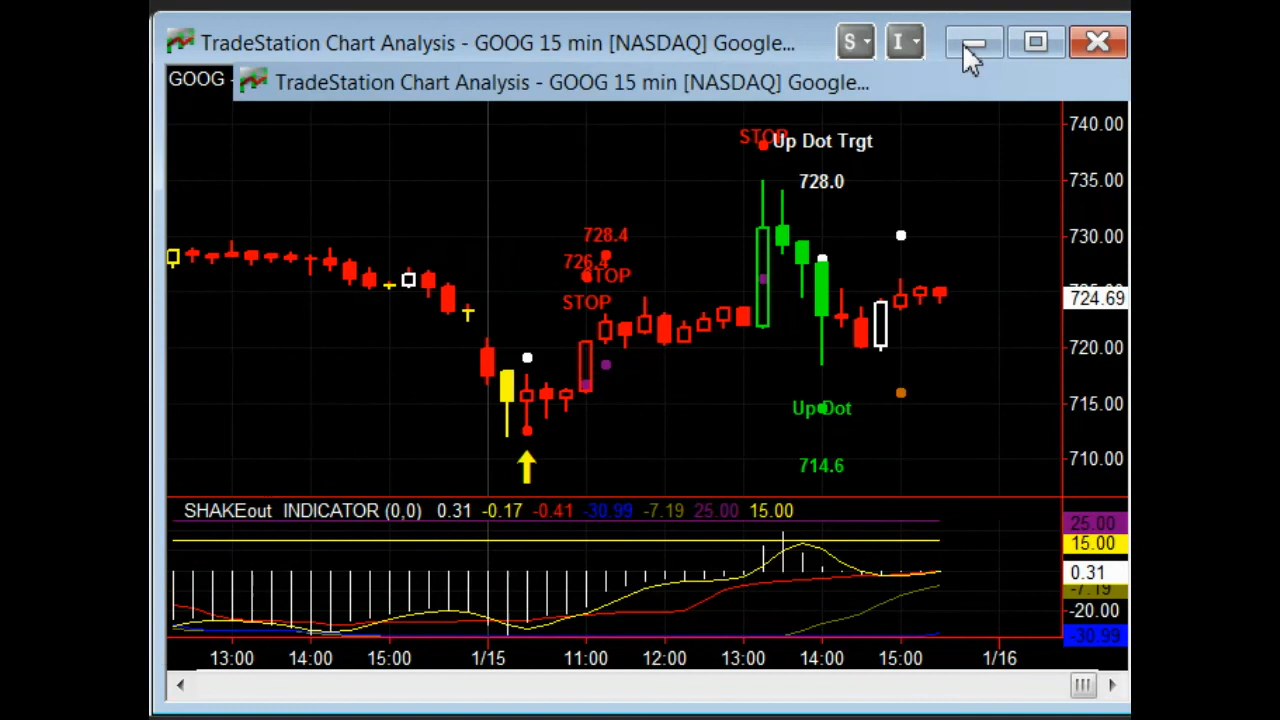 TradeStation Chart Analysis - GOOG 15 min [NASDAQ] Google...
S I
GOOG -
TradeStation Chart Analysis - GOOG 15 min [NASDAQ] Google...
740.00
STOP Up Dot Trgt
735.00
728.0
730.00
728.4
726.4
STOP
STOP
724.69
720.00
715.00
Up Dot
710.00
714.6
SHAKEout INDICATOR (0,0) 0.31 -0.17 -0.41 -30.99 -7.19 25.00 15.00
25.00
15.00
0.31
-7.19
-20.00
-30.99
13:00 14:00 15:00 1/15 11:00 12:00 13:00 14:00 15:00 1/16